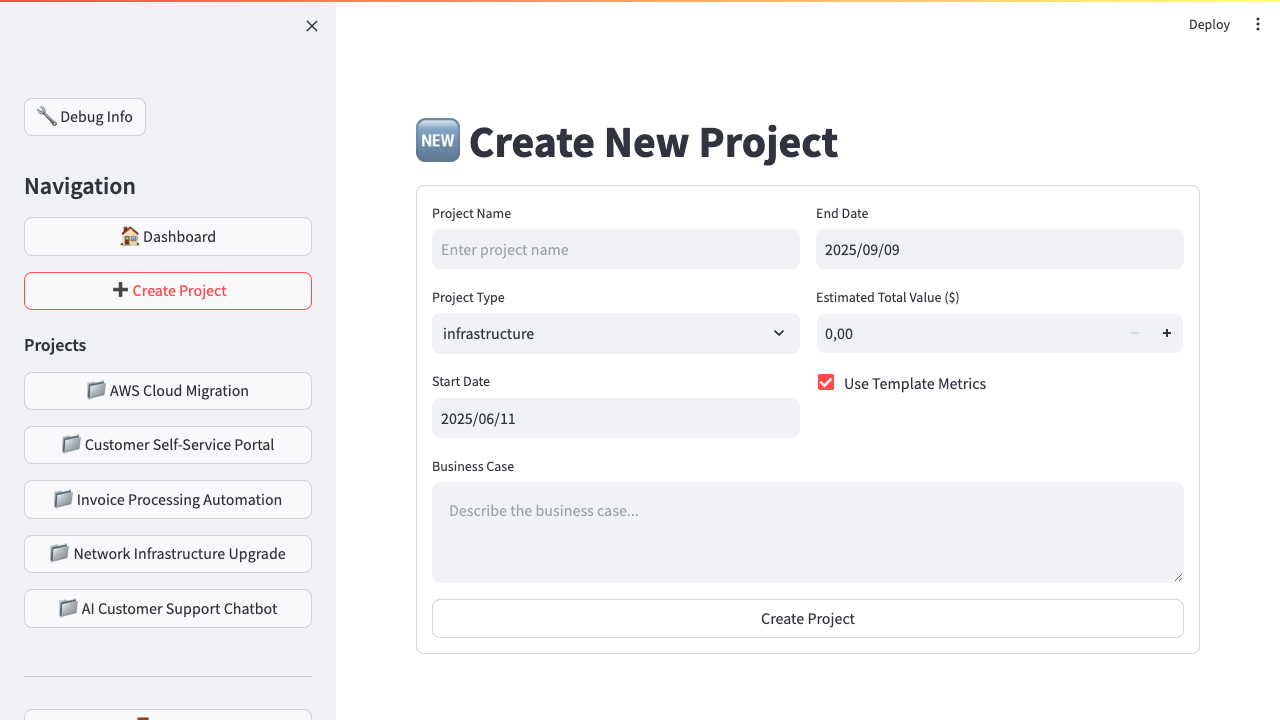 Deploy
Debug Info
Navigation
Dashboard
Create Project
Projects
AWS Cloud Migration
Customer Self-Service Portal
Invoice Processing Automation
Network Infrastructure Upgrade
AI Customer Support Chatbot
NEW Create New Project
Project Name
Enter project name
End Date
2025/09/09
Project Type
infrastructure
Estimated Total Value ($)
0,00
Start Date
2025/06/11
Use Template Metrics
Business Case
Describe the business case...
Create Project